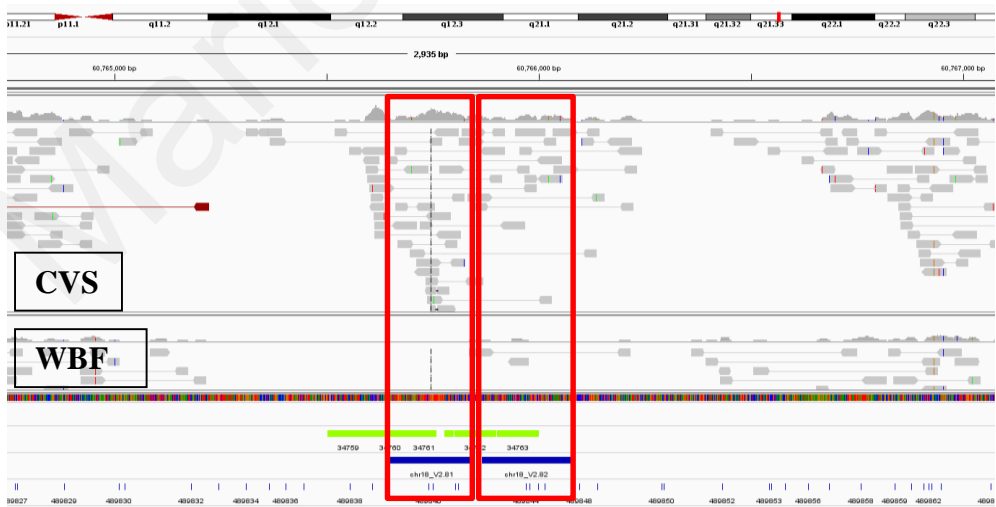 p11.21 p11.1 q11.2 q12.1 q12.2 q12.3 q21.1 q21.2 q21.31 q21.32 q21.33 q22.1 q22.2 q22.3
2,935 bp
60,765,000 bp 60,766,000 bp 60,767,000 bp
CVS
WBF
34759 34760 34761 34763
chr18_V2.81 chr18_V2.82
489829 489830 489832 489834 489836 489838 489844 489848 489850 489852 489853 489856 489858 489859 489862